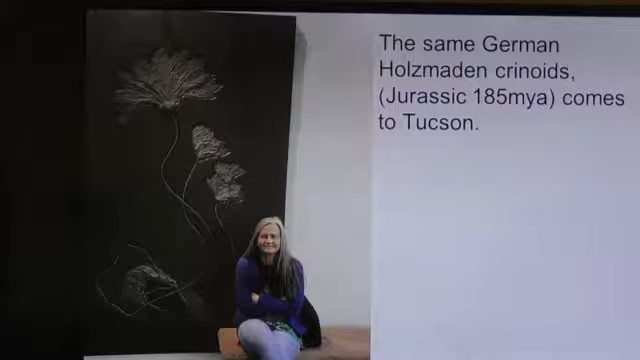 The same German
Holzmaden crinoids,
(Jurassic 185mya) comes
to Tucson.